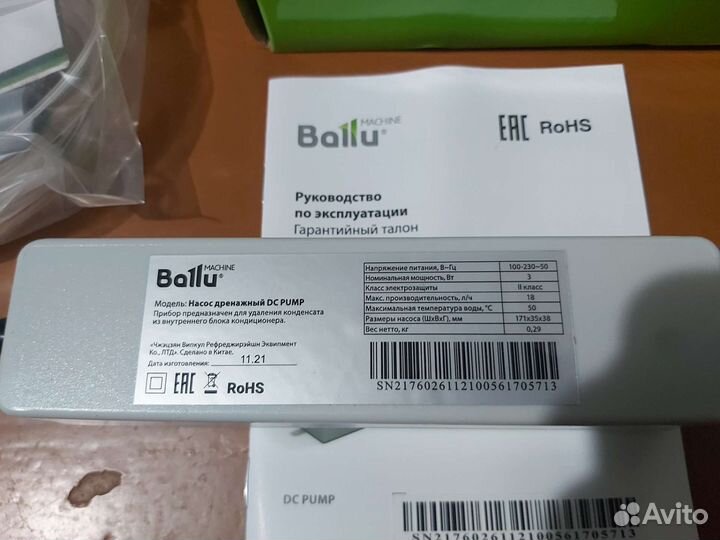 MACHINE
Ballu®
EAC RoHS
Руководство
по эксплуатации
Гарантийный талон
MACHINE
Ballu®
Модель: Насос дренажный DC PUMP
Прибор предназначен для удаления конденсата
из внутреннего блока кондиционера.
«Чжэцзян Випкул Рефреджирэйшн Эквипмент
Ко., ЛТД». Сделано в Китае.
Дата изготовления: 11.21
EAC RoHS
Напряжение питания, В~Гц 100-230~50
Номинальная мощность, Вт 3
Класс электрозащиты II класс
Макс. производительность, л/ч 18
Максимальная температура воды, °С 50
Размеры насоса (ШхВхГ), мм 171x35x38
Вес нетто, кг 0,29
SN2176026112100561705713
DC PUMP
SN2176026112100561705713
Avito